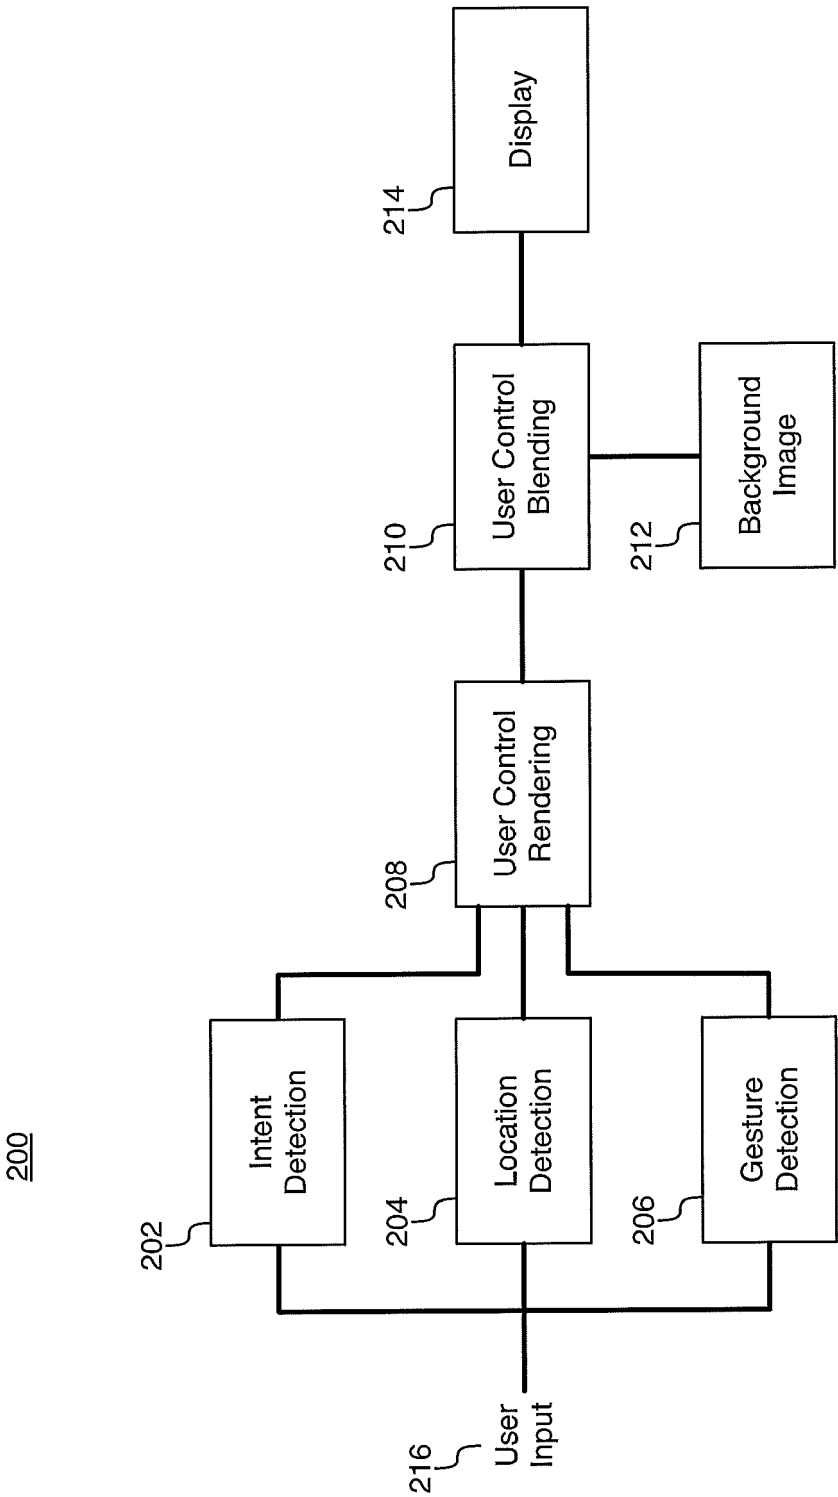 200
216
User
Input
202
Intent
Detection
204
Location
Detection
206
Gesture
Detection
208
User Control
Rendering
210
User Control
Blending
212
Background
Image
214
Display